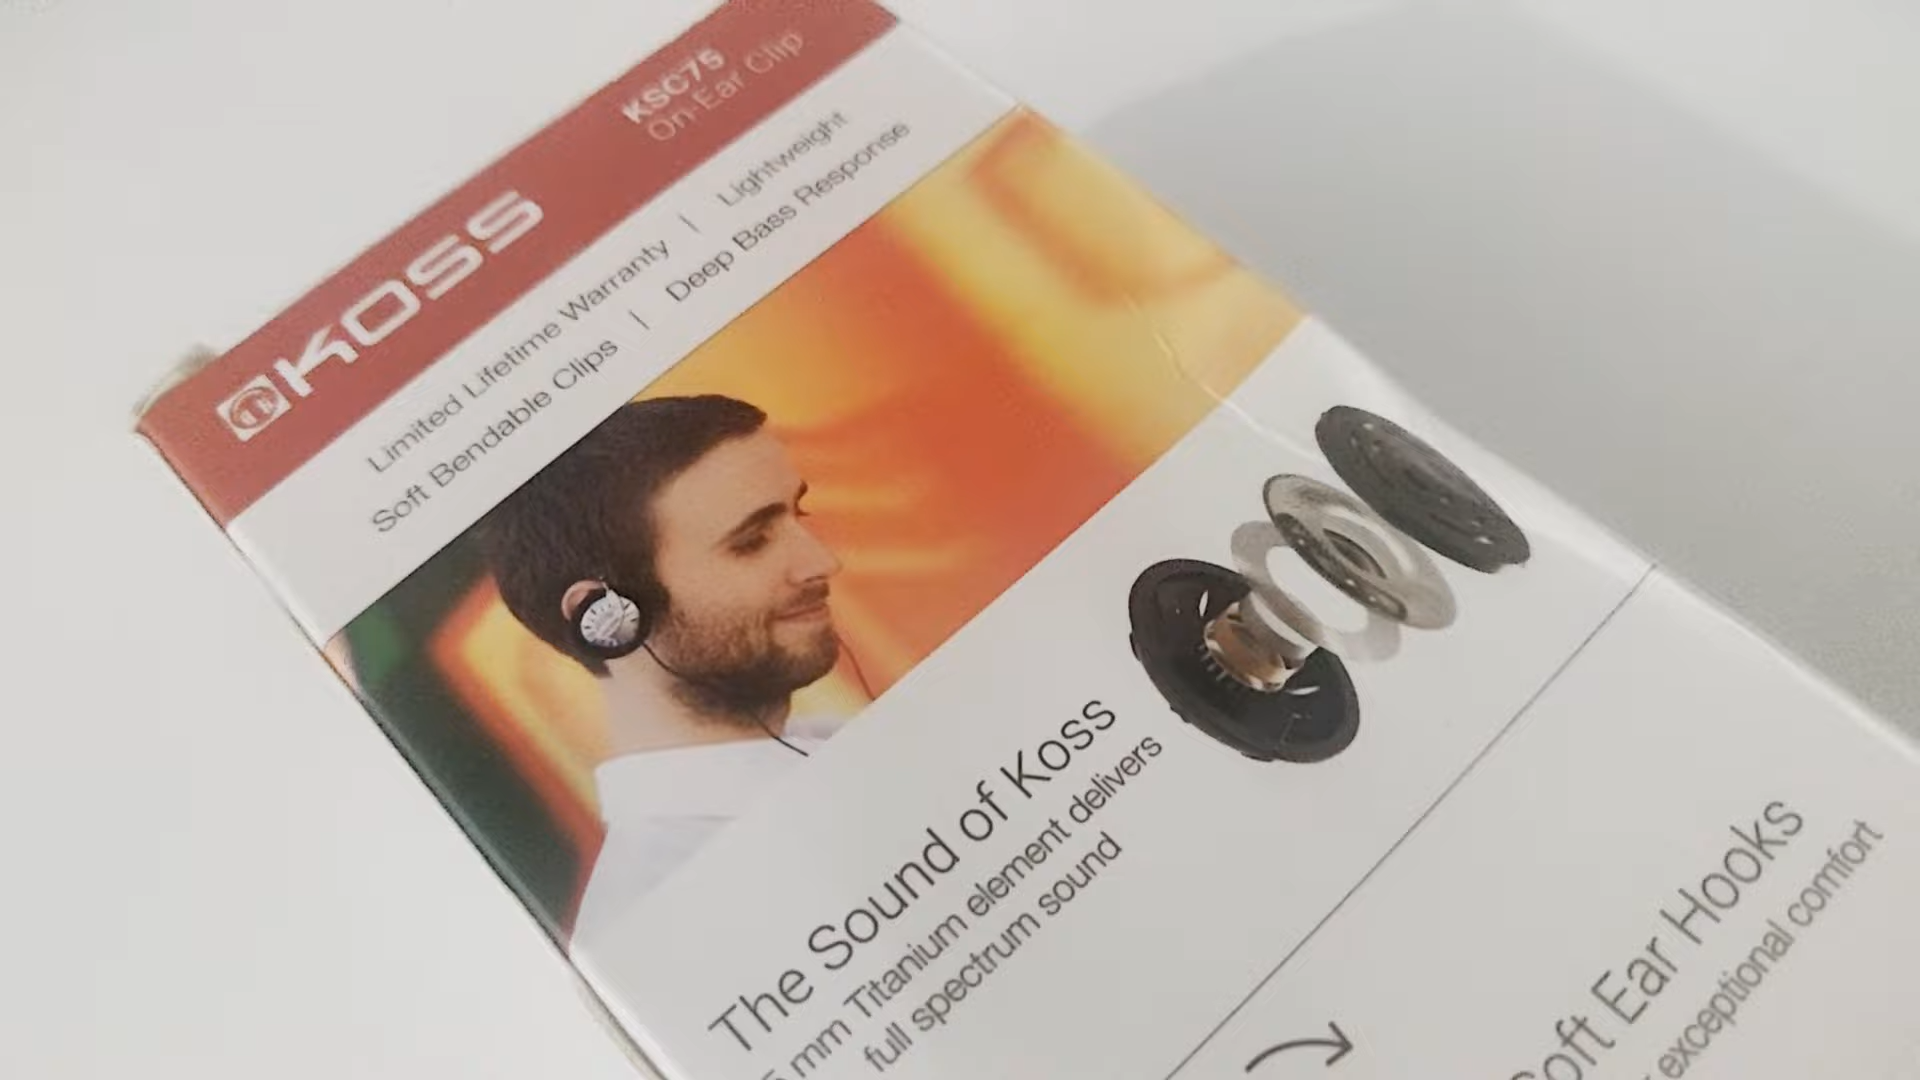 KOSS
KSC75
On-Ear Clip
Limited Lifetime Warranty | Lightweight
Soft Bendable Clips | Deep Bass Response
The Sound of Koss
mm Titanium element delivers
full spectrum sound
Soft Ear Hooks
exceptional comfort